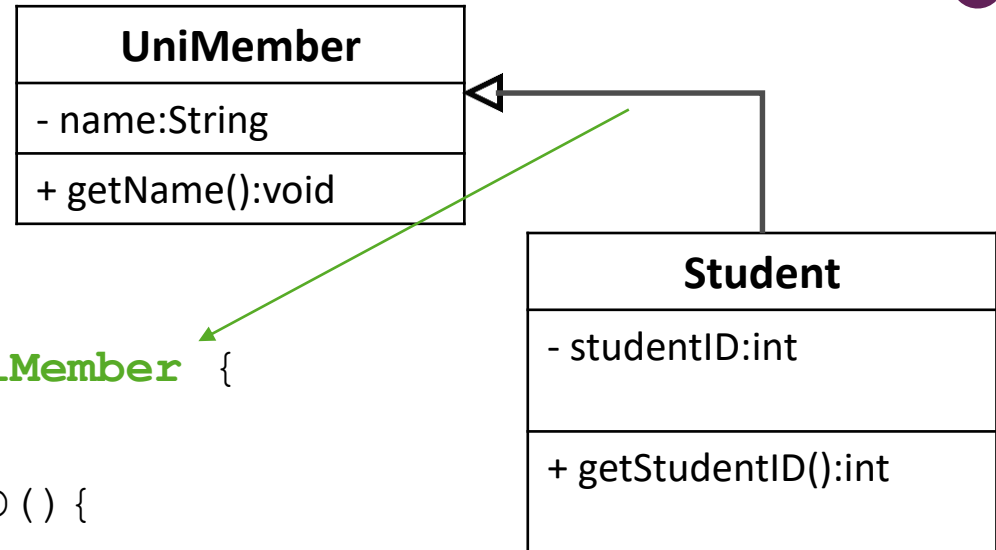 UniMember
- name:String
+ getName():void
Student
- studentID:int
+ getStudentID():int
Member {
() {